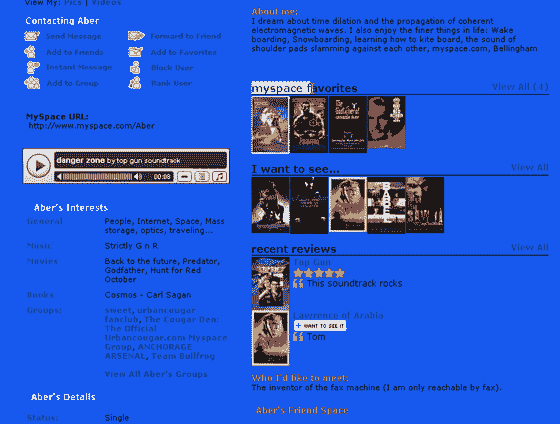 View My: Pics | Videos
Contacting Aber
Send Message
Forward to Friend
Add to Friends
Add to Favorites
Instant Message
Block User
Add to Group
Rank User
MySpace URL:
http://www.myspace.com/Aber
danger zone by top gun soundtrack
00:08
Aber's Interests
General
People, Internet, Space, Mass
storage, optics, traveling...
Music
Strictly G n R
Movies
Back to the future, Predator,
Godfather, Hunt for Red
October
Books
Cosmos - Carl Sagan
Groups:
smeet, urbancougar
fanclub, The Cougar Den:
The Official
Urbancougar.com Myspace
Group, ANCHORAGE
ARSENAL, Team Bullfrog
View All Aber's Groups
Aber's Details
Status:
Single
About me:
I dream about time dilation and the propagation of coherent
electromagnetic waves. I also enjoy the finer things in life: Wake
boarding, Snowboarding, learning how to kite board, the sound of
shoulder pads slamming against each other, myspace.com, Bellingham
myspace favorites
View All
I want to see...
View All
recent reviews
View All
Top Gun
This soundtrack rocks
Lawrence of Arabia
+ WANT TO SEE IT
Tom
Who I'd like to meet:
The inventor of the fax machine (I am only reachable by fax).
Aber's Friend Space